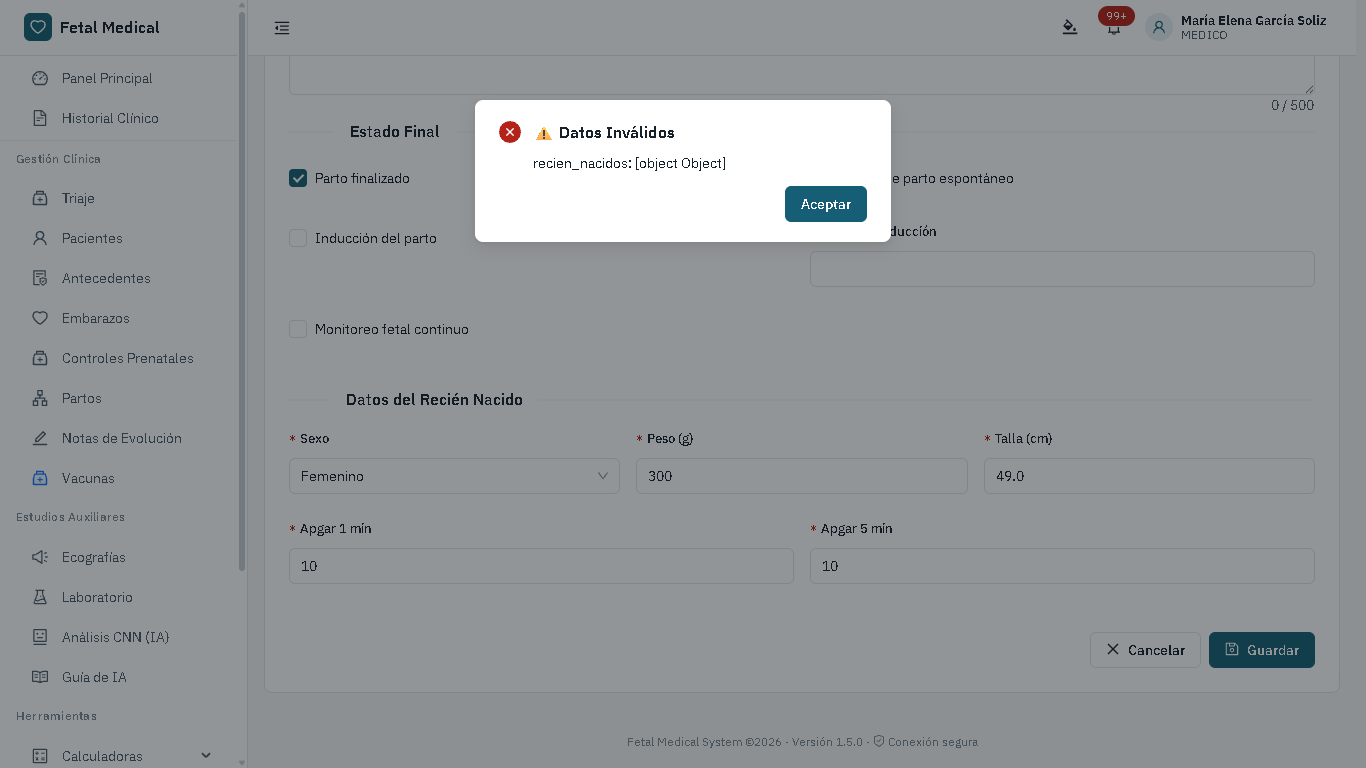 Fetal Medical
Panel Principal
Historial Clínico
Gestión Clínica
Triaje
Pacientes
Antecedentes
Embarazos
Controles Prenatales
Partos
Notas de Evolución
Vacunas
Estudios Auxiliares
Ecografías
Laboratorio
Análisis CNN (IA)
Guía de IA
Herramientas
Calculadoras
99+
María Elena García Soliz
MEDICO
0 / 500
Estado Final
Parto finalizado
e parto espontáneo
Inducción del parto
ducción
Monitoreo fetal continuo
Datos Inválidos
recien_nacidos: [object Object]
Aceptar
Datos del Recién Nacido
* Sexo
* Peso (g)
* Talla (cm)
Femenino
300
49.0
* Apgar 1 min
* Apgar 5 min
10
10
Cancelar
Guardar
Fetal Medical System ©2026 - Versión 1.5.0 - Conexión segura